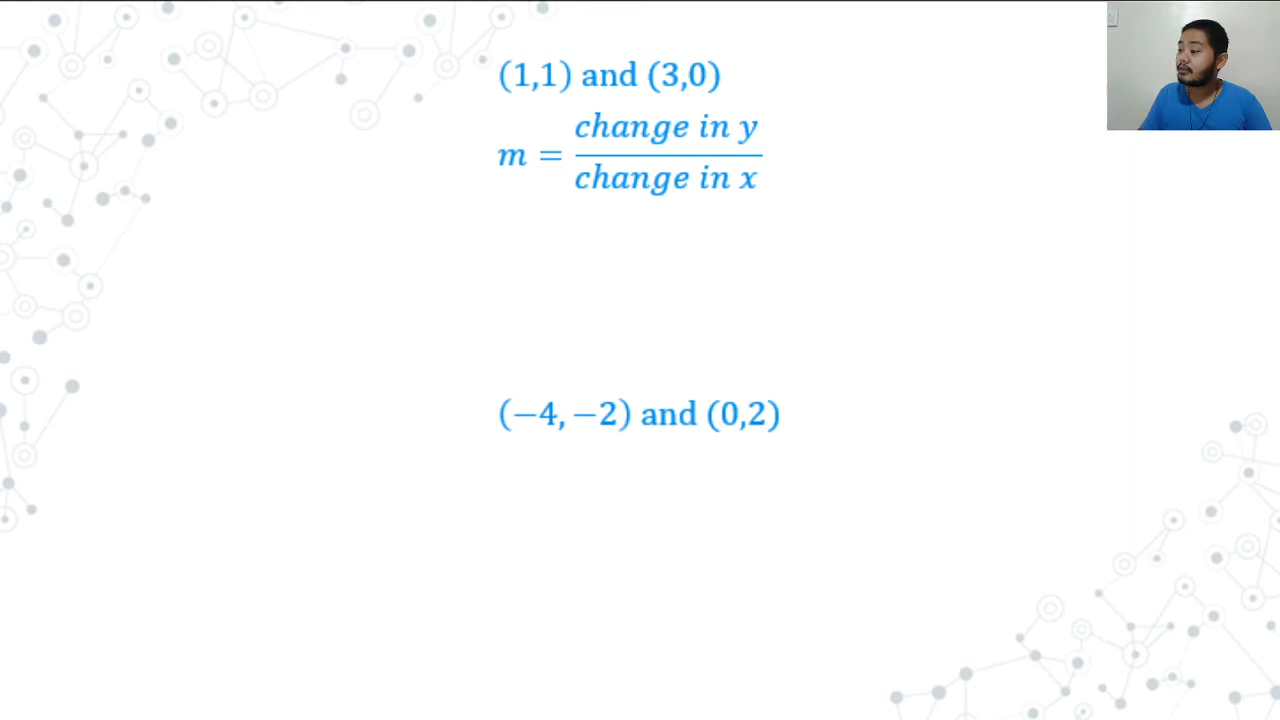 (1,1) and (3,0)
m = change in y / change in x
(−4, −2) and (0,2)